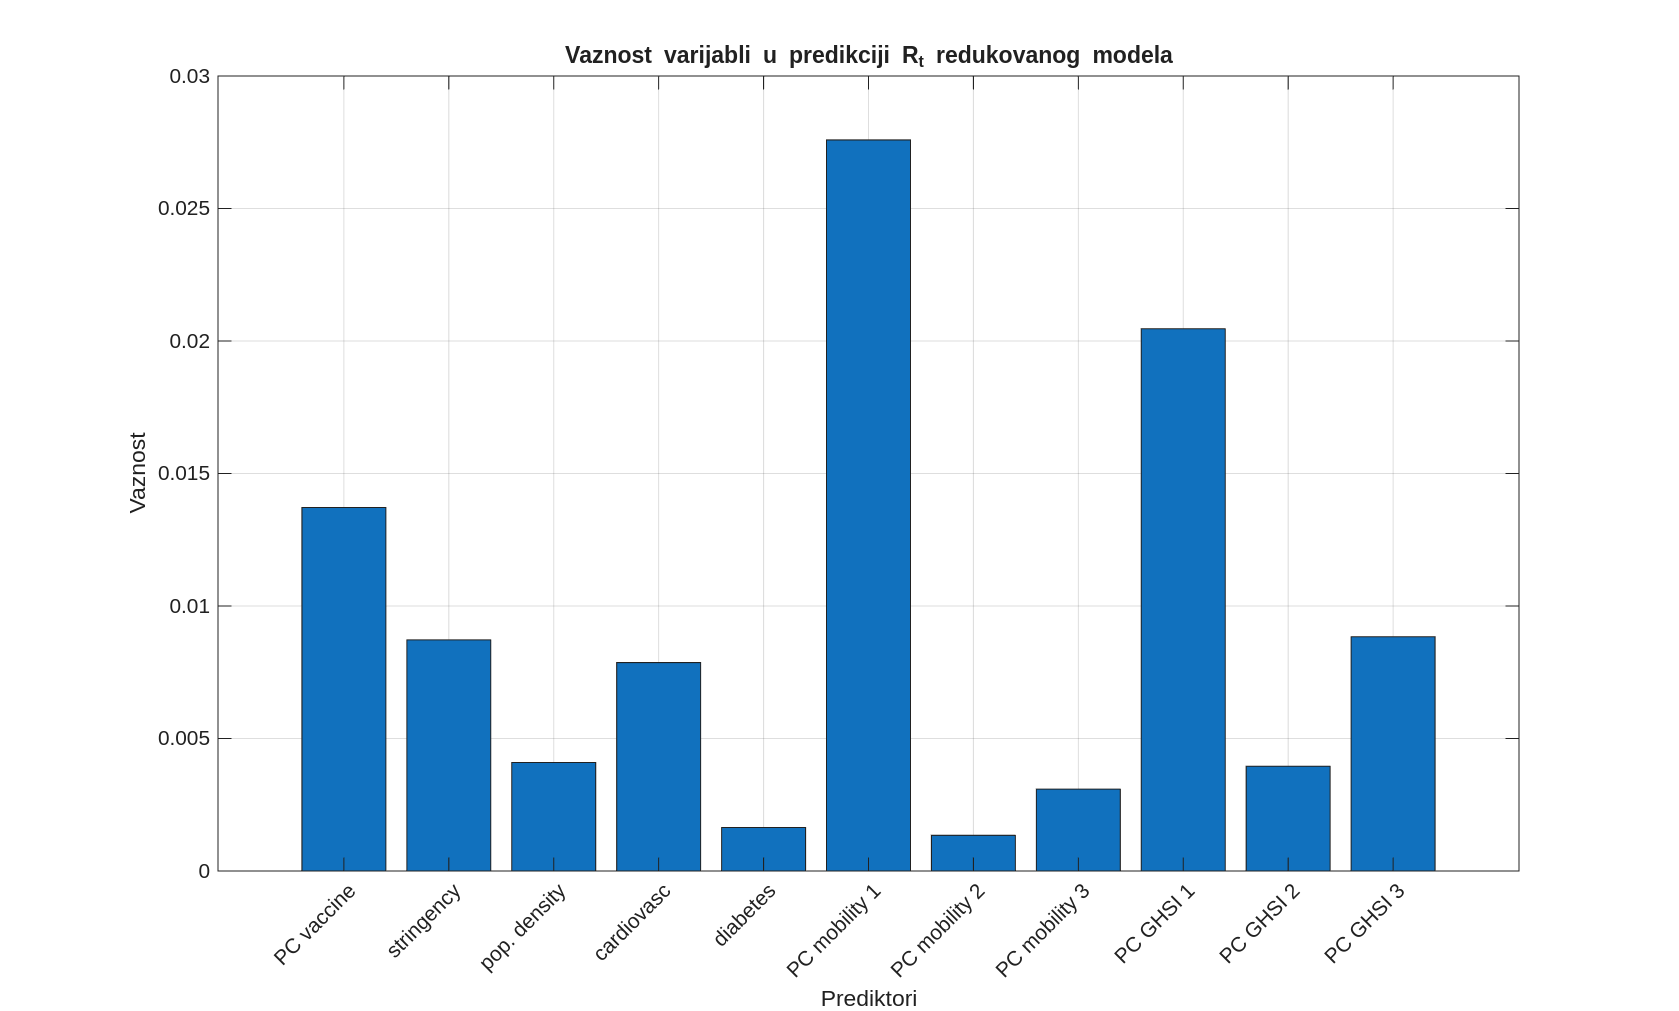 Vaznost varijabli u predikciji Rt redukovanog modela
0.03
0.025
0.02
0.015
0.01
0.005
0
Vaznost
PC vaccine
stringency
pop. density
cardiovasc
diabetes
PC mobility 1
PC mobility 2
PC mobility 3
PC GHSI 1
PC GHSI 2
PC GHSI 3
Prediktori